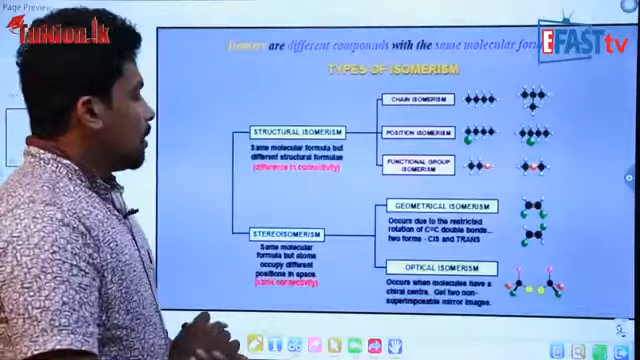 Page Preview
Tuition.lk
EFAST tv
Isomers are different compounds with the same molecular
TYPES OF ISOMERISM
CHAIN ISOMERISM
STRUCTURAL ISOMERISM
POSITION ISOMERISM
Same molecular formula but
different structural formulae
(difference in connectivity)
FUNCTIONAL GROUP
ISOMERISM
GEOMETRICAL ISOMERISM
Occurs due to the restricted
rotation of C=C double bonds...
two forms - CIS and TRANS
STEREOISOMERISM
Same molecular
formula but atoms
occupy different
positions in space
(same connectivity)
OPTICAL ISOMERISM
Occurs when molecules have a
chiral centre. Get two non-
superimposable mirror images.